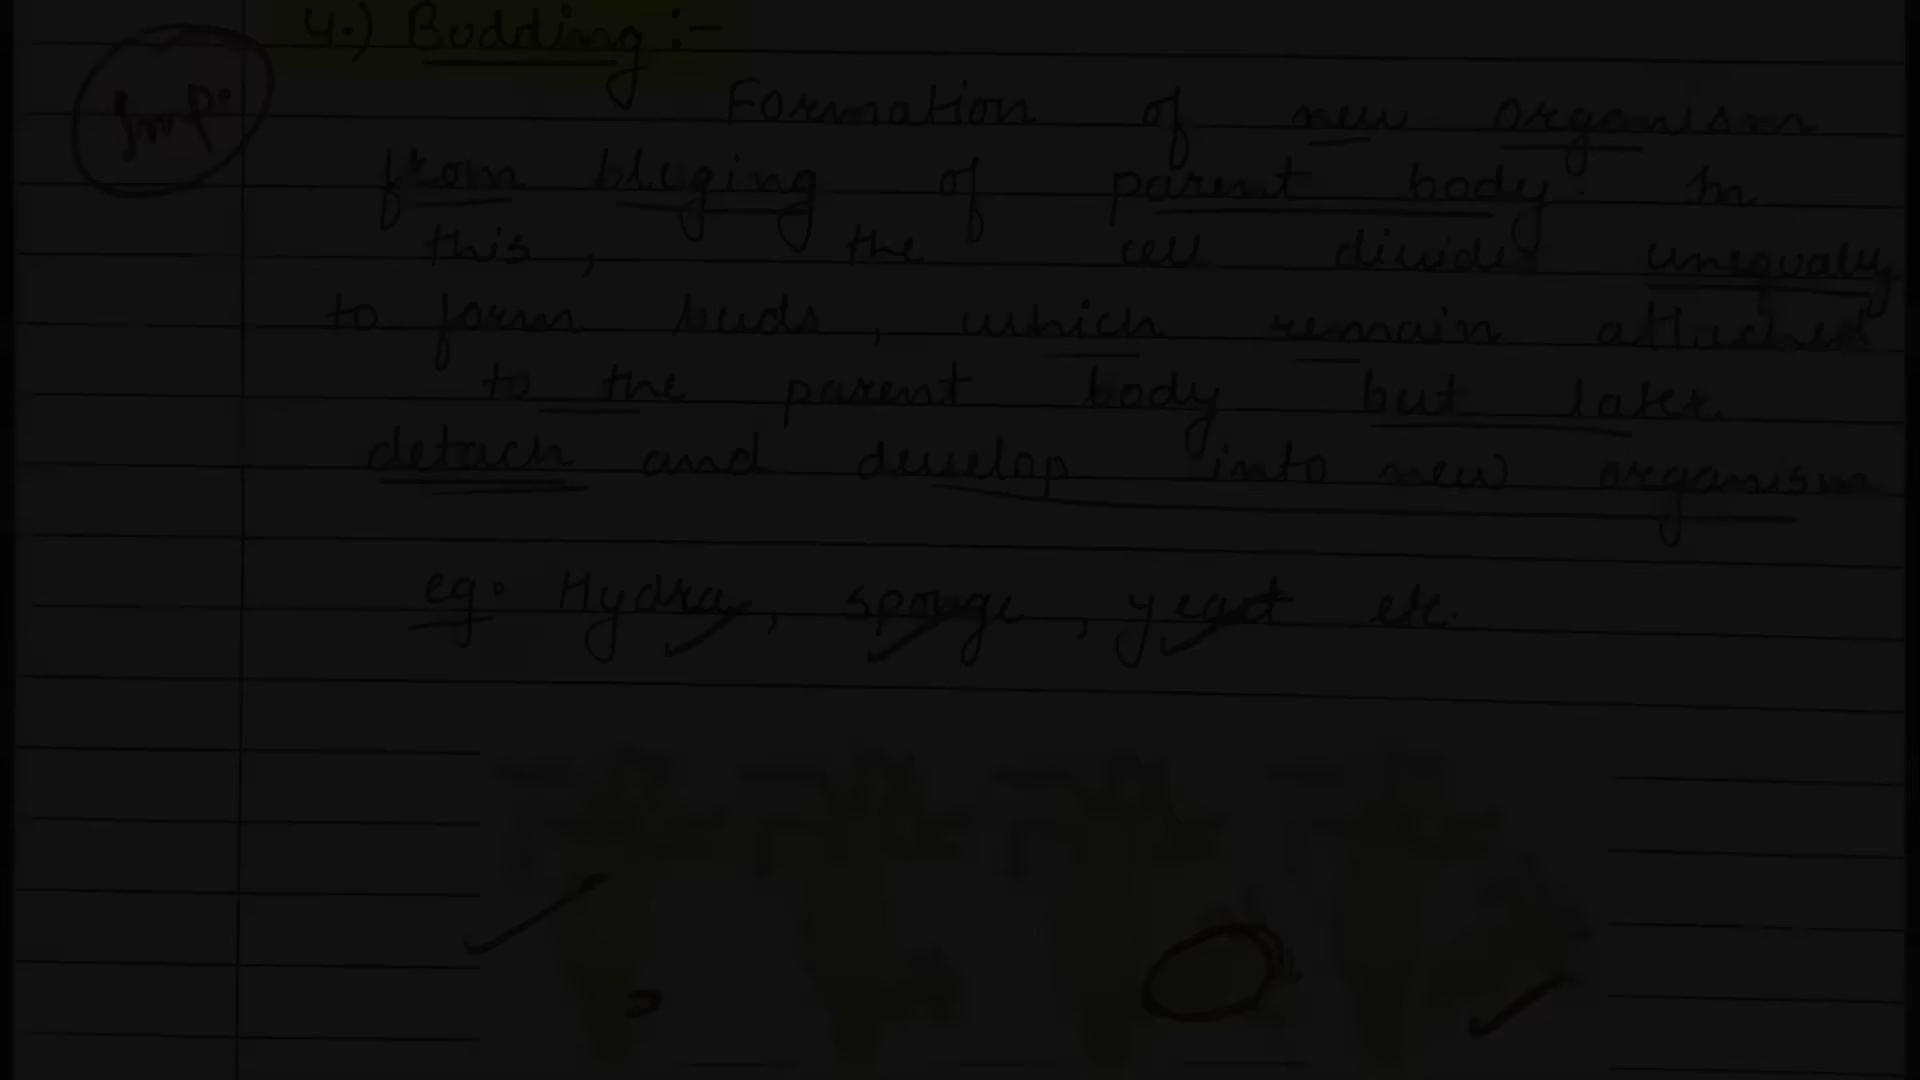 4.) Budding :-
Imp.
Formation of new organism
from bluging of parent body. In
this, the cell divides unequaly
to form buds, which remain attached
to the parent body but later
detach and develop into new organism
eg. Hydra, sponge, yeast etc.